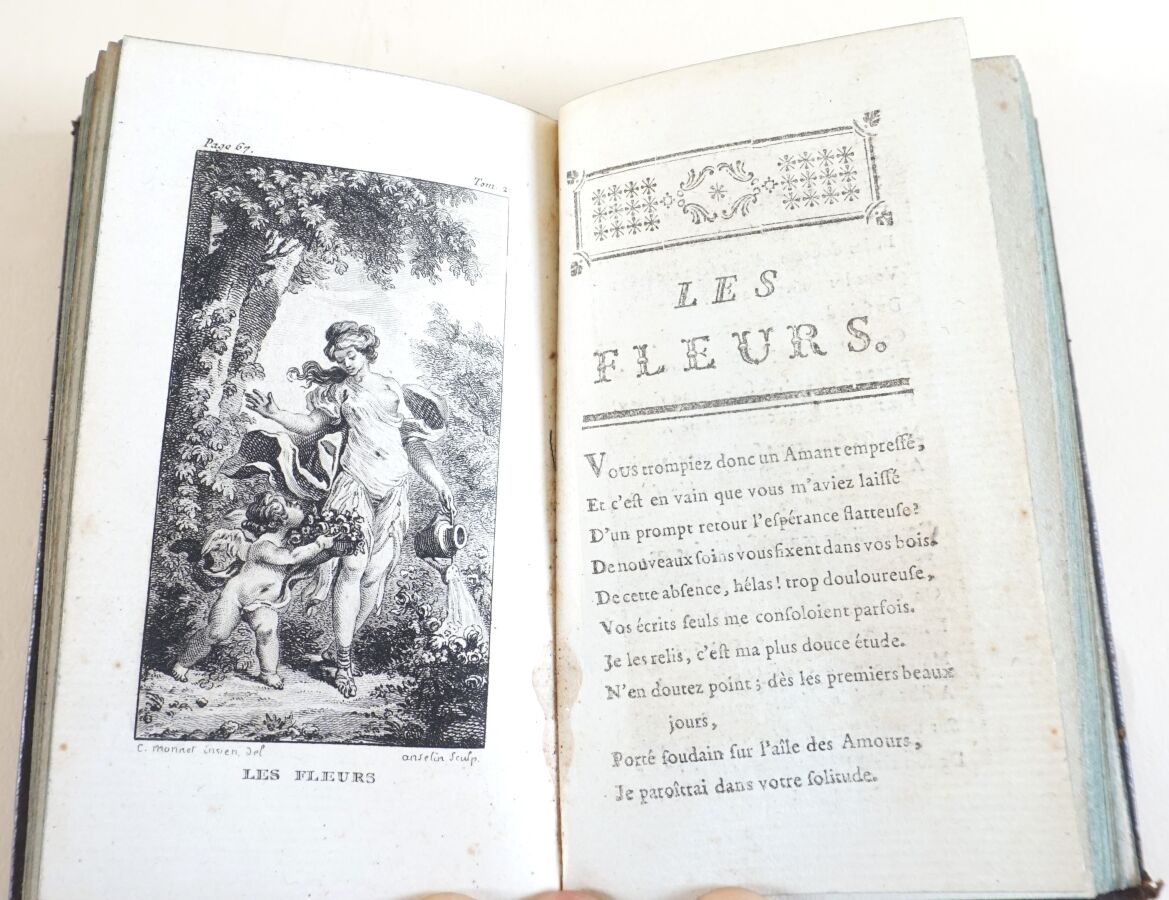 Page 67.
Tom. 2
C. Monnet inven. del
anselin Sculp.
LES FLEURS
LES
FLEURS.
Vous trompiez donc un Amant empreſſé,
Et c'eſt en vain que vous m'aviez laiſſé
D'un prompt retour l'eſpérance flatteuse?
De nouveaux ſoins vous fixent dans vos bois.
De cette abſence, hélas! trop douloureuſe,
Vos écrits ſeuls me conſoloient parfois.
Je les relis, c'eſt ma plus douce étude.
N'en doutez point; dès les premiers beaux
jours,
Porté ſoudain ſur l'aîle des Amours,
Je paroîtrai dans votre ſolitude.